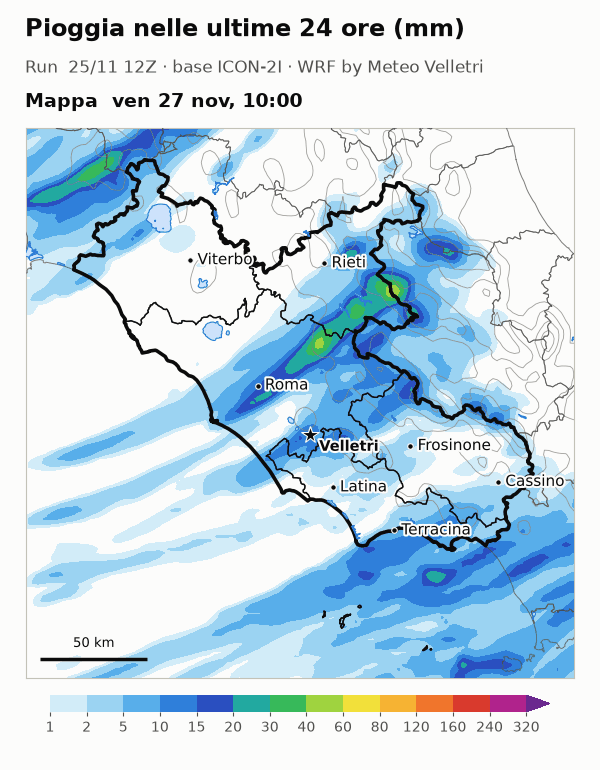 Pioggia nelle ultime 24 ore (mm)
Run 25/11 12Z · base ICON-2I · WRF by Meteo Velletri
Mappa ven 27 nov, 10:00
Viterbo
Rieti
Roma
Velletri
Frosinone
Latina
Cassino
Terracina
50 km
1 2 5 10 15 20 30 40 60 80 120 160 240 320